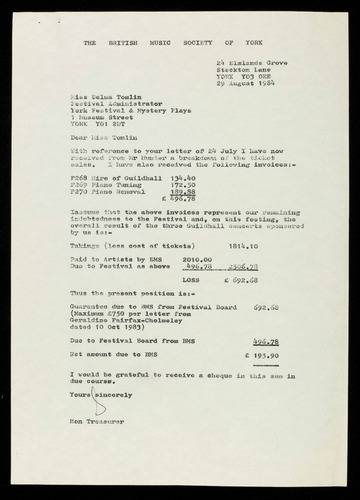 THE BRITISH MUSIC SOCIETY OF YORK
24 Elmlands Grove
Stockton Lane
YORK YO3 0EE
29 August 1984
Miss Delma Tomlin
Festival Administrator
York Festival & Mystery Plays
1 Museum Street
YORK YO1 2DT
Dear Miss Tomlin
With reference to your letter of 24 July I have now
received from Mr Hunter a breakdown of the ticket
sales. I have also received the following invoices:-
F268 Hire of Guildhall 134.40
F269 Piano Tuning 172.50
F270 Piano Removal 189.88
£ 496.78
Iassume that the above invoices represent our remaining
indebtedness to the Festival and, on this footing, the
overall result of the three Guildhall concerts sponsored
by us is:-
Takings (less cost of tickets) 1814.10
Paid to Artists by BMS 2010.00
Due to Festival as above 496.78 2506.78
LOSS £ 692.68
Thus the present position is:-
Guarantee due to BMS from Festival Board 692.68
(Maximum £750 per letter from
Geraldine Fairfax-Cholmeley
dated 10 Oct 1983)
Due to Festival Board from BMS 496.78
Net amount due to BMS £ 195.90
I would be grateful to receive a cheque in this sum in
due course.
Yours sincerely
Hon Treasurer